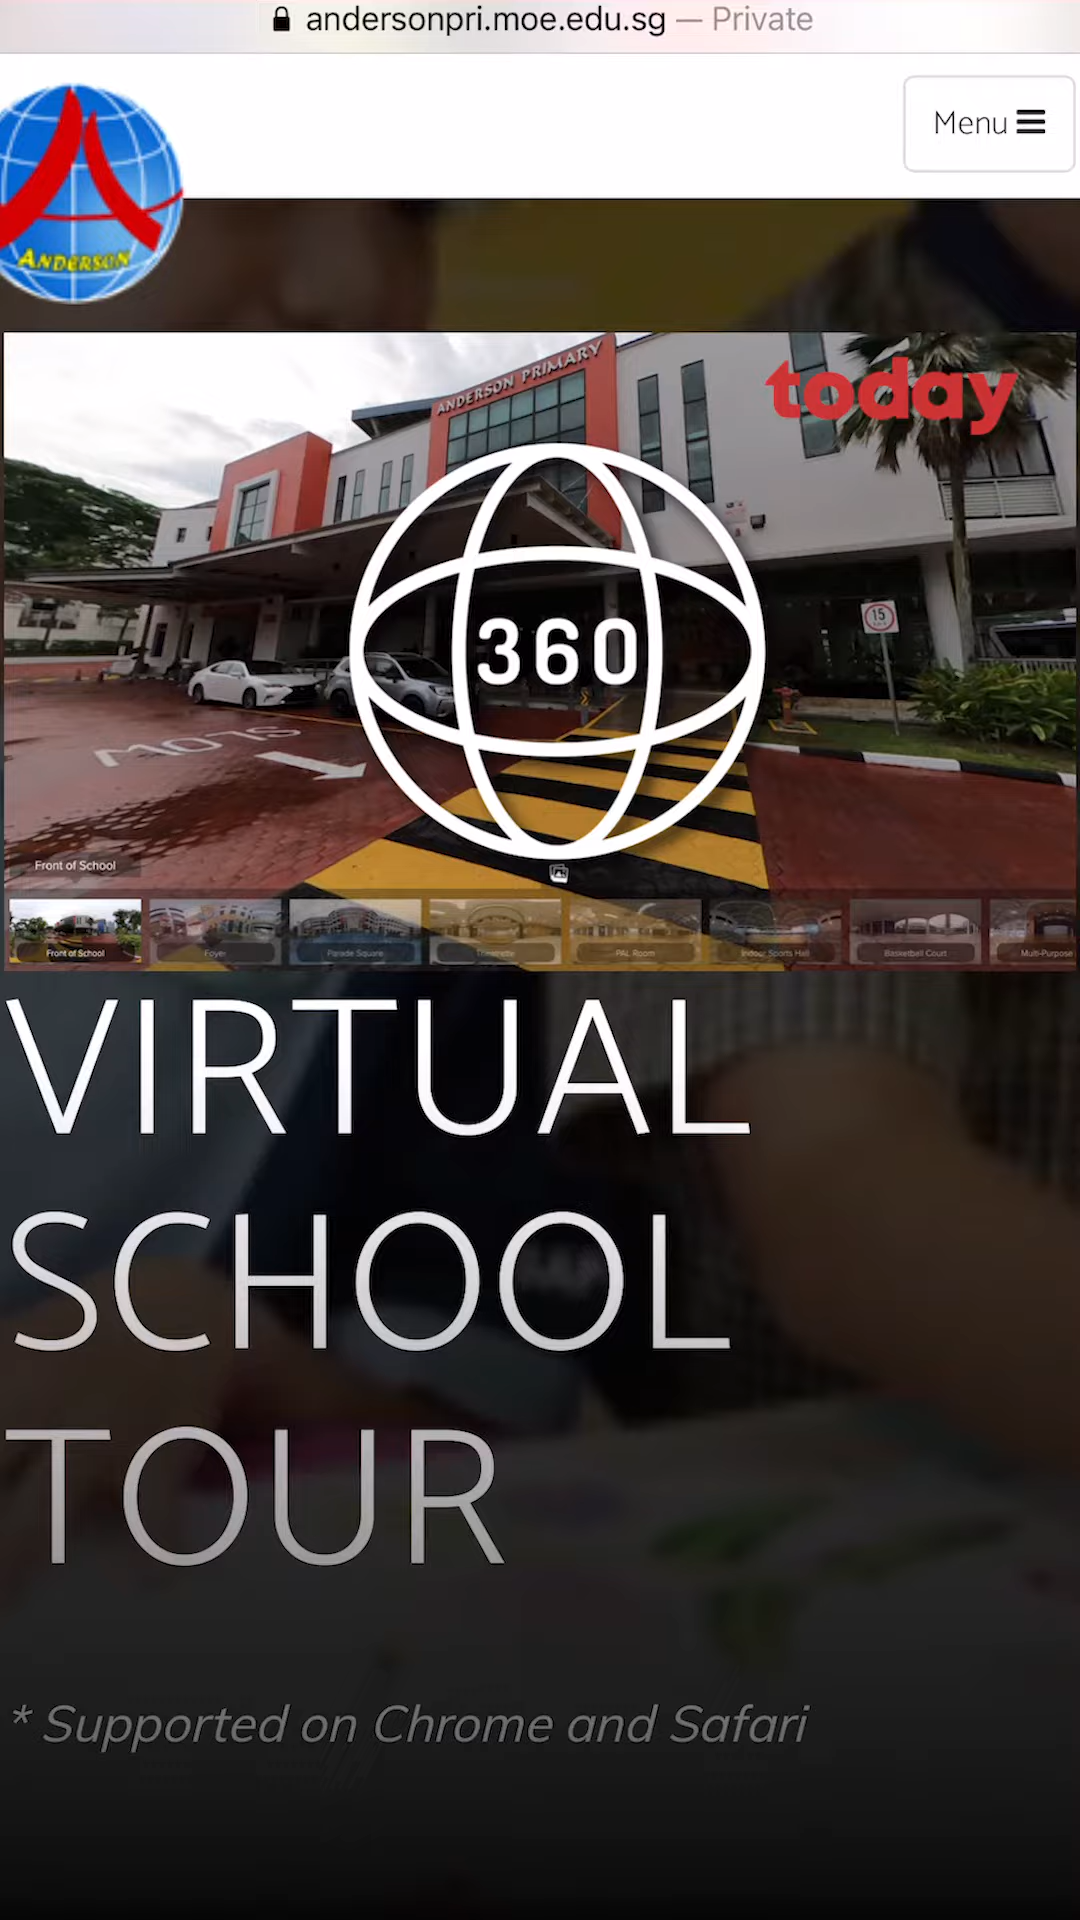 andersonpri.moe.edu.sg — Private
Menu
ANDERSON
today
ANDERSON PRIMARY
15
360
SLOW
Front of School
Front of School
Foyer
Parade Square
PAL Room
Indoor Sports Hall
Basketball Court
Multi-Purpose
VIRTUAL
SCHOOL
TOUR
* Supported on Chrome and Safari